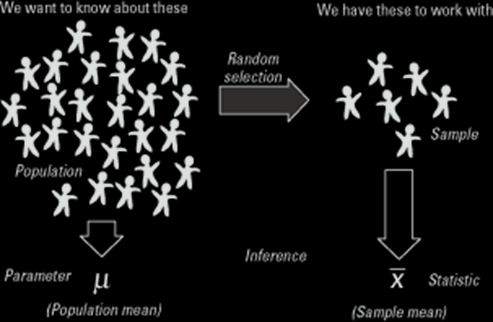 We want to know about these
We have these to work with
Random
selection
Population
Sample
Inference
Parameter μ
x̄ Statistic
(Population mean)
(Sample mean)